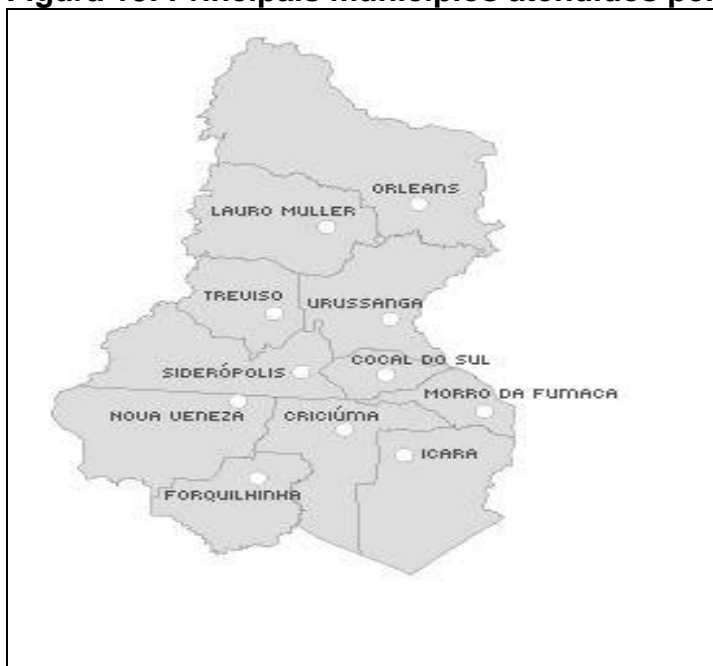 ORLEANS
LAURO MULLER
TREVISO
URUSSANGA
COCAL DO SUL
SIDERÓPOLIS
MORRO DA FUMACA
NOVA VENEZA
CRICIÚMA
ICARA
FORQUILHINHA